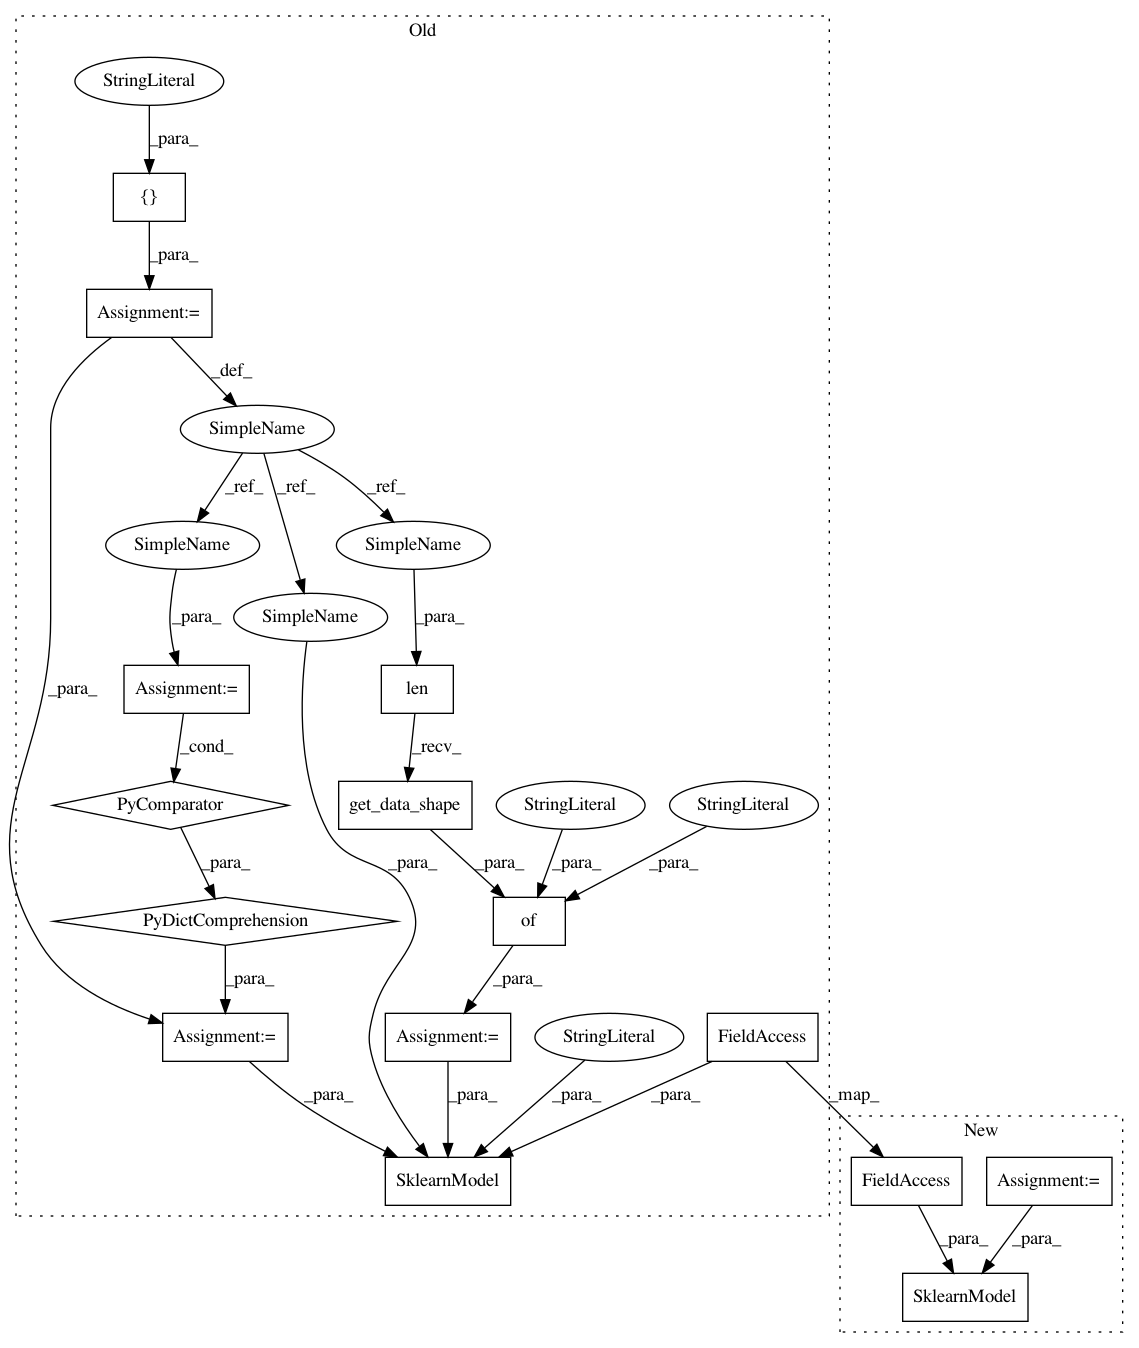 Old
StringLiteral
_para_
{}
_para_
Assignment:=
_def_
SimpleName
_ref_ _ref_ _ref_
SimpleName SimpleName
SimpleName
_para_ _para_
_para_ Assignment:= len
_cond_ _recv_
PyComparator get_data_shape StringLiteral StringLiteral
_para_ _para_ _para_ _para_ _para_
PyDictComprehension of
_para_ _para_
Assignment:= Assignment:= StringLiteral FieldAccess
_para_ _para_ _para_ _para_ _map_
New
SklearnModel FieldAccess Assignment:=
_para_ _para_
SklearnModel